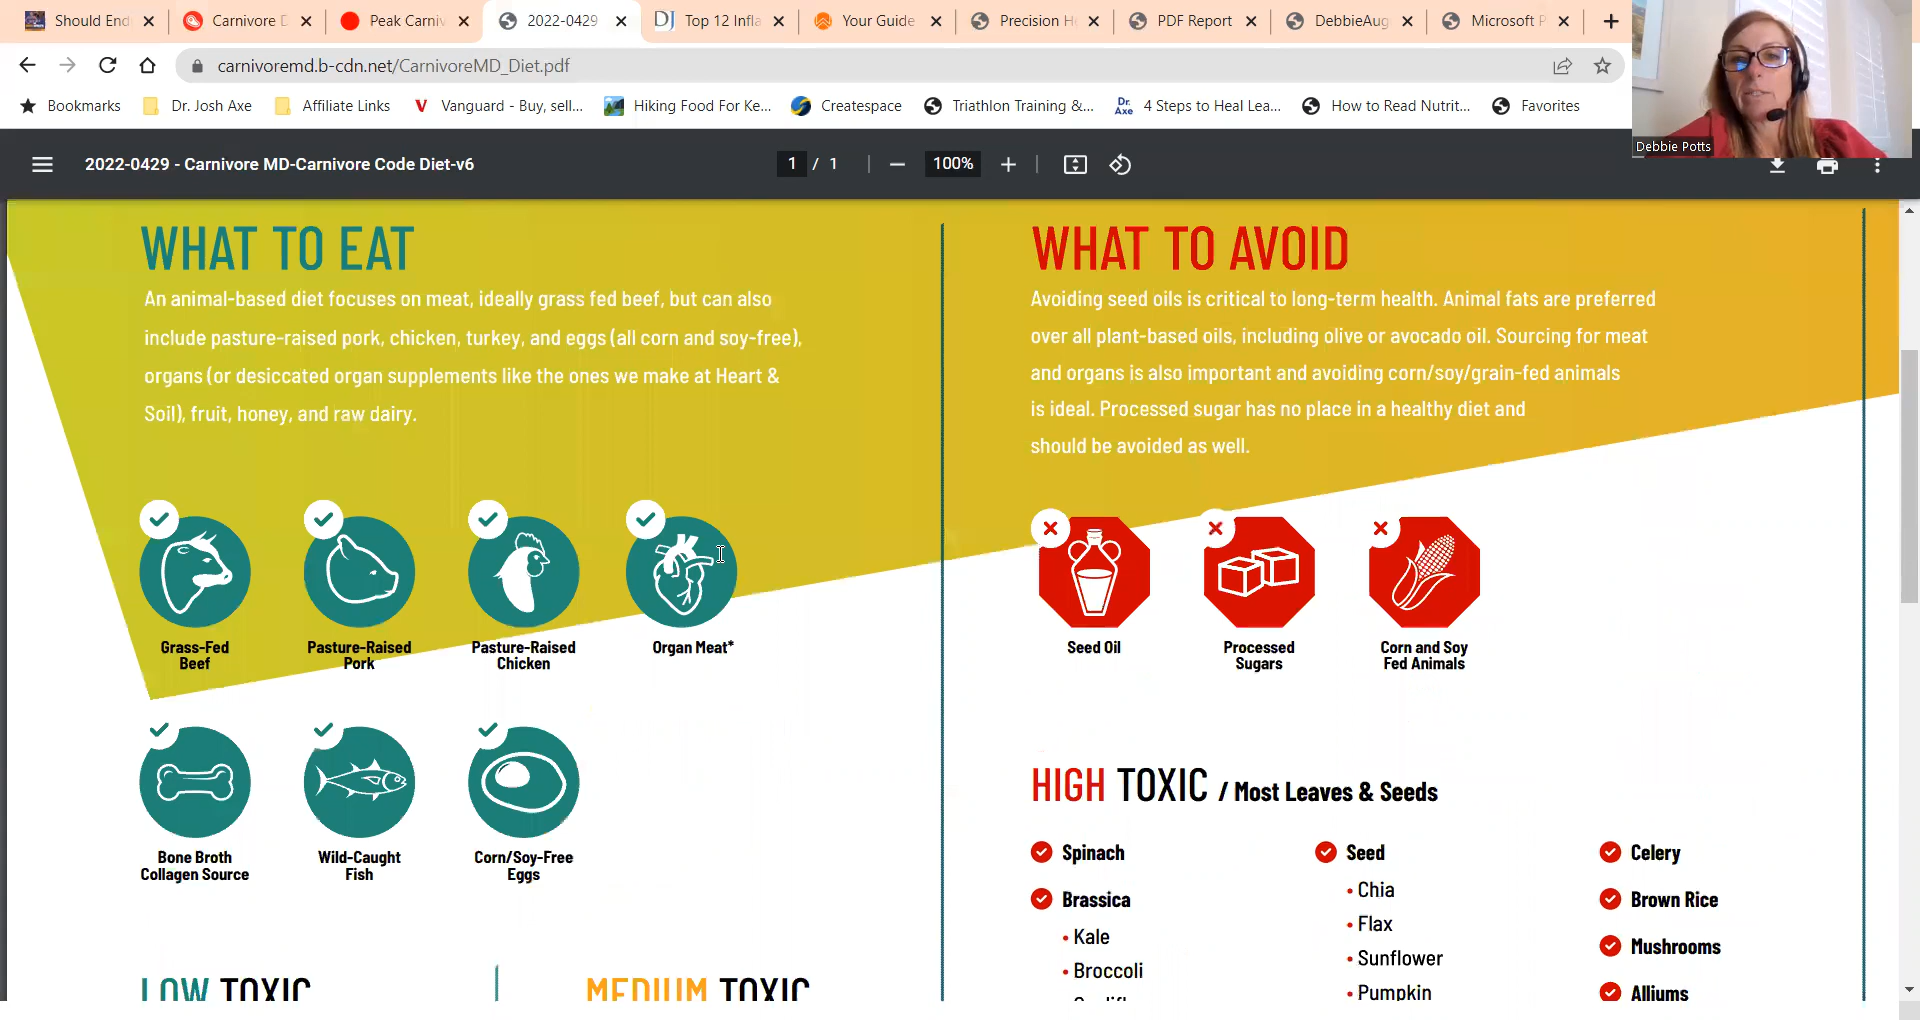 Should End
Carnivore D
Peak Carniv
2022-0429
DJ Top 12 Infla
Your Guide
Precision He
PDF Report
DebbieAug
Microsoft P
carnivoremd.b-cdn.net/CarnivoreMD_Diet.pdf
Bookmarks
Dr. Josh Axe
Affiliate Links
Vanguard - Buy, sell...
Hiking Food For Ke...
Createspace
Triathlon Training &...
Dr. Axe
4 Steps to Heal Lea...
How to Read Nutrit...
Favorites
Debbie Potts
2022-0429 - Carnivore MD-Carnivore Code Diet-v6
1 / 1
100%
WHAT TO EAT
An animal-based diet focuses on meat, ideally grass fed beef, but can also
include pasture-raised pork, chicken, turkey, and eggs (all corn and soy-free),
organs (or desiccated organ supplements like the ones we make at Heart &
Soil), fruit, honey, and raw dairy.
Grass-Fed
Beef
Pasture-Raised
Pork
Pasture-Raised
Chicken
Organ Meat*
Bone Broth
Collagen Source
Wild-Caught
Fish
Corn/Soy-Free
Eggs
LOW TOXIC
MEDIUM TOXIC
WHAT TO AVOID
Avoiding seed oils is critical to long-term health. Animal fats are preferred
over all plant-based oils, including olive or avocado oil. Sourcing for meat
and organs is also important and avoiding corn/soy/grain-fed animals
is ideal. Processed sugar has no place in a healthy diet and
should be avoided as well.
Seed Oil
Processed
Sugars
Corn and Soy
Fed Animals
HIGH TOXIC / Most Leaves & Seeds
Spinach
Brassica
• Kale
• Broccoli
Seed
• Chia
• Flax
• Sunflower
• Pumpkin
Celery
Brown Rice
Mushrooms
Alliums